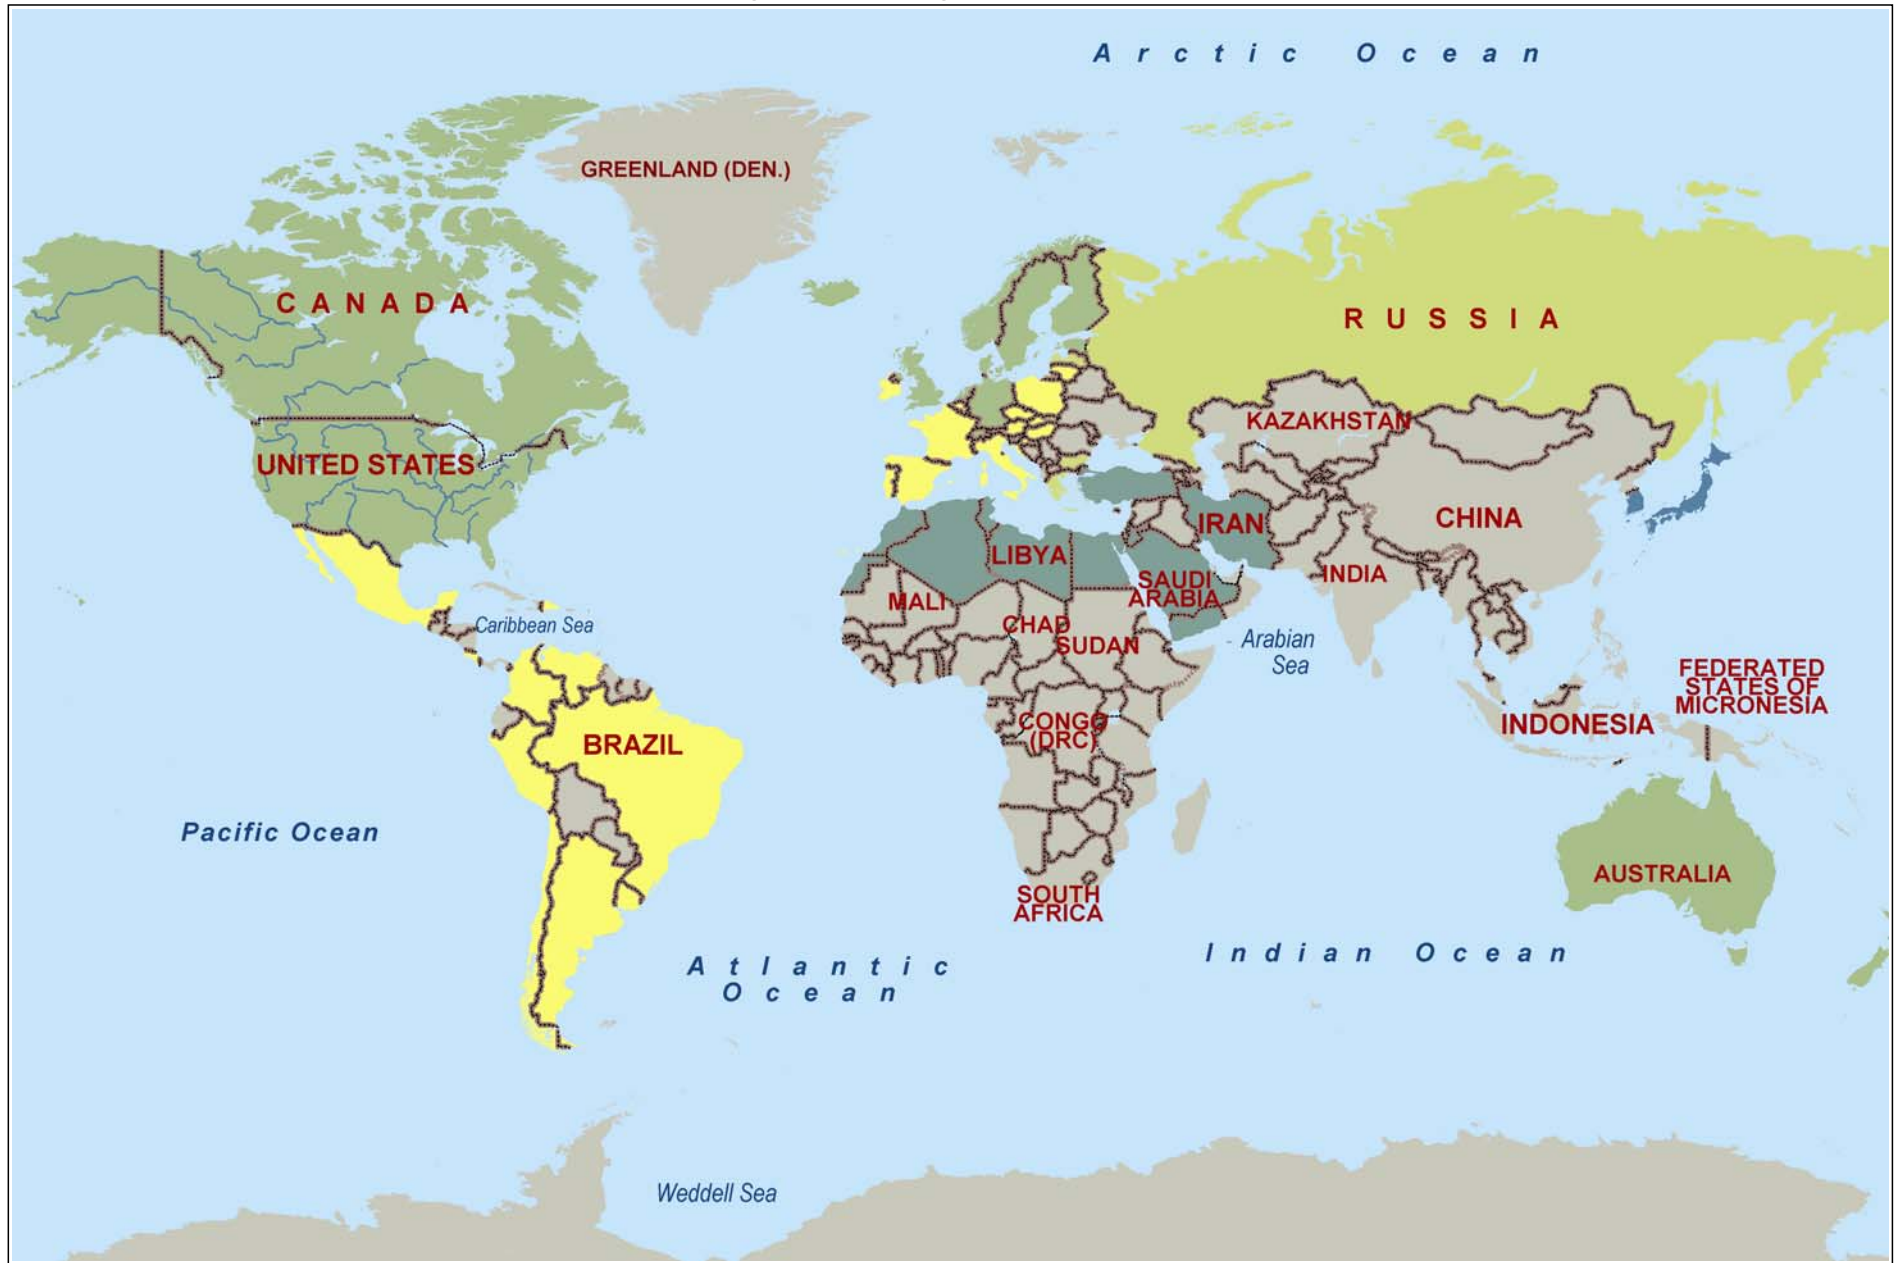 Arctic Ocean
GREENLAND (DEN.)
CANADA
RUSSIA
KAZAKHSTAN
UNITED STATES
CHINA
IRAN
LIBYA
INDIA
SAUDI
ARABIA
MALI
CHAD
SUDAN
Caribbean Sea
Arabian
Sea
FEDERATED
STATES OF
MICRONESIA
CONGO
(DRC)
INDONESIA
BRAZIL
Pacific Ocean
AUSTRALIA
SOUTH
AFRICA
Indian Ocean
Atlantic
Ocean
Weddell Sea